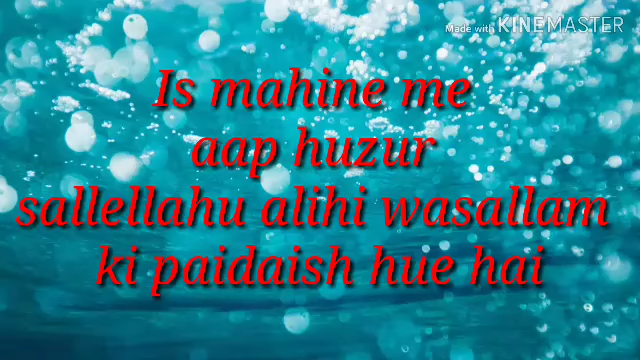 Made with KINEMASTER
Is mahine me
aap huzur
sallellahu alihi wasallam
ki paidaish hue hai